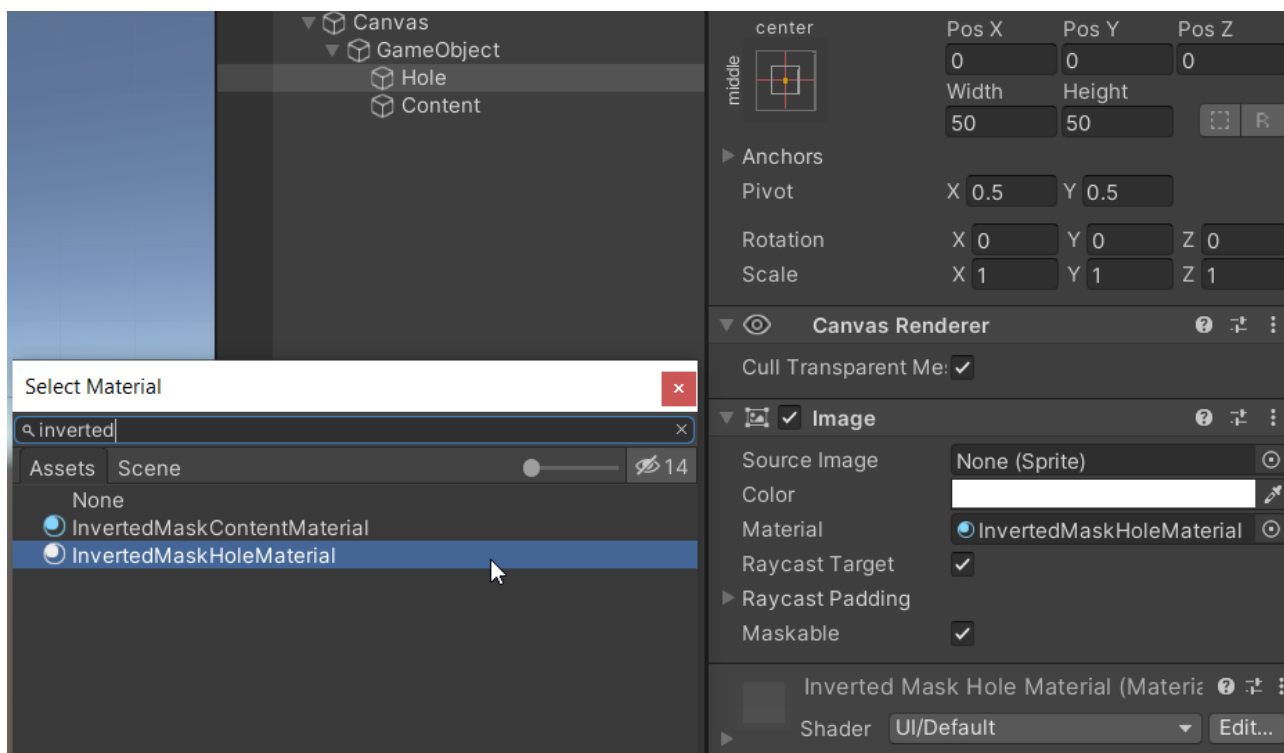 Canvas
GameObject
Hole
Content
center
middle
Pos X Pos Y Pos Z
0 0 0
Width Height
50 50 R
Anchors
Pivot X 0.5 Y 0.5
Rotation X 0 Y 0 Z 0
Scale X 1 Y 1 Z 1
Canvas Renderer
Cull Transparent Me
Select Material
inverted
Assets Scene 14
None
InvertedMaskContentMaterial
InvertedMaskHoleMaterial
Image
Source Image None (Sprite)
Color
Material InvertedMaskHoleMaterial
Raycast Target
Raycast Padding
Maskable
Inverted Mask Hole Material (Materia
Shader UI/Default Edit...